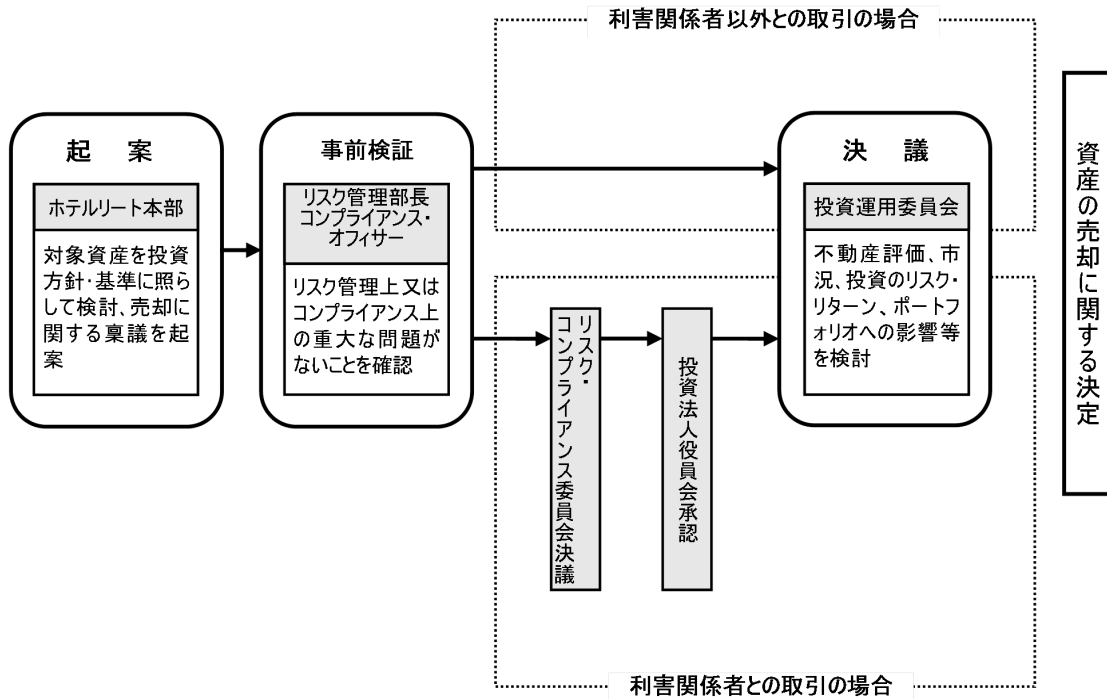 利害関係者以外との取引の場合
起　案
ホテルリート本部
対象資産を投資
方針・基準に照ら
して検討、売却に
関する稟議を起
案
事前検証
リスク管理部長
コンプライアンス・
オフィサー
リスク管理上又は
コンプライアンス上
の重大な問題が
ないことを確認
リスク・
コンプライアンス委員会決議
投資法人役員会承認
決　議
投資運用委員会
不動産評価、市
況、投資のリスク・
リターン、ポートフ
ォリオへの影響等
を検討
資産の売却に関する決定
利害関係者との取引の場合